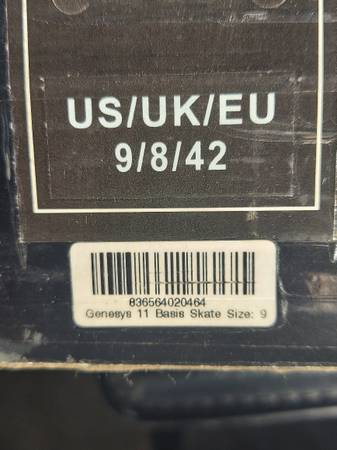 US/UK/EU
9/8/42
836564020464
Genesys 11 Basis Skate Size: 9